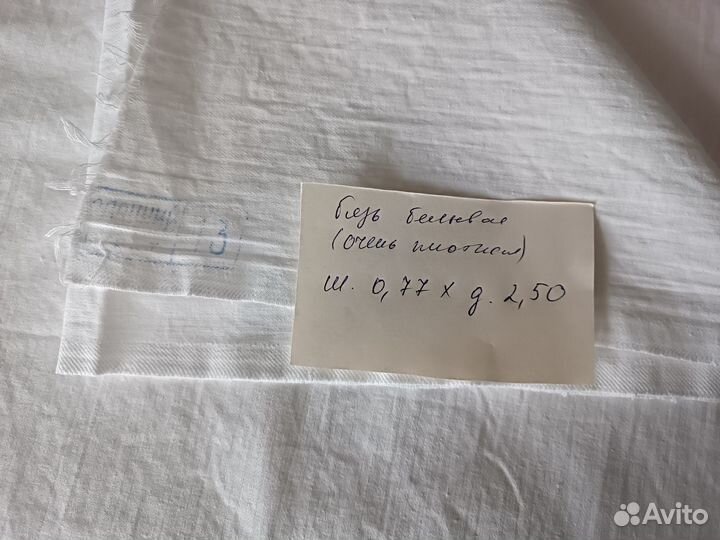 бязь бельевая
(очень плотная)
ш. 0,77 х д. 2,50
Avito